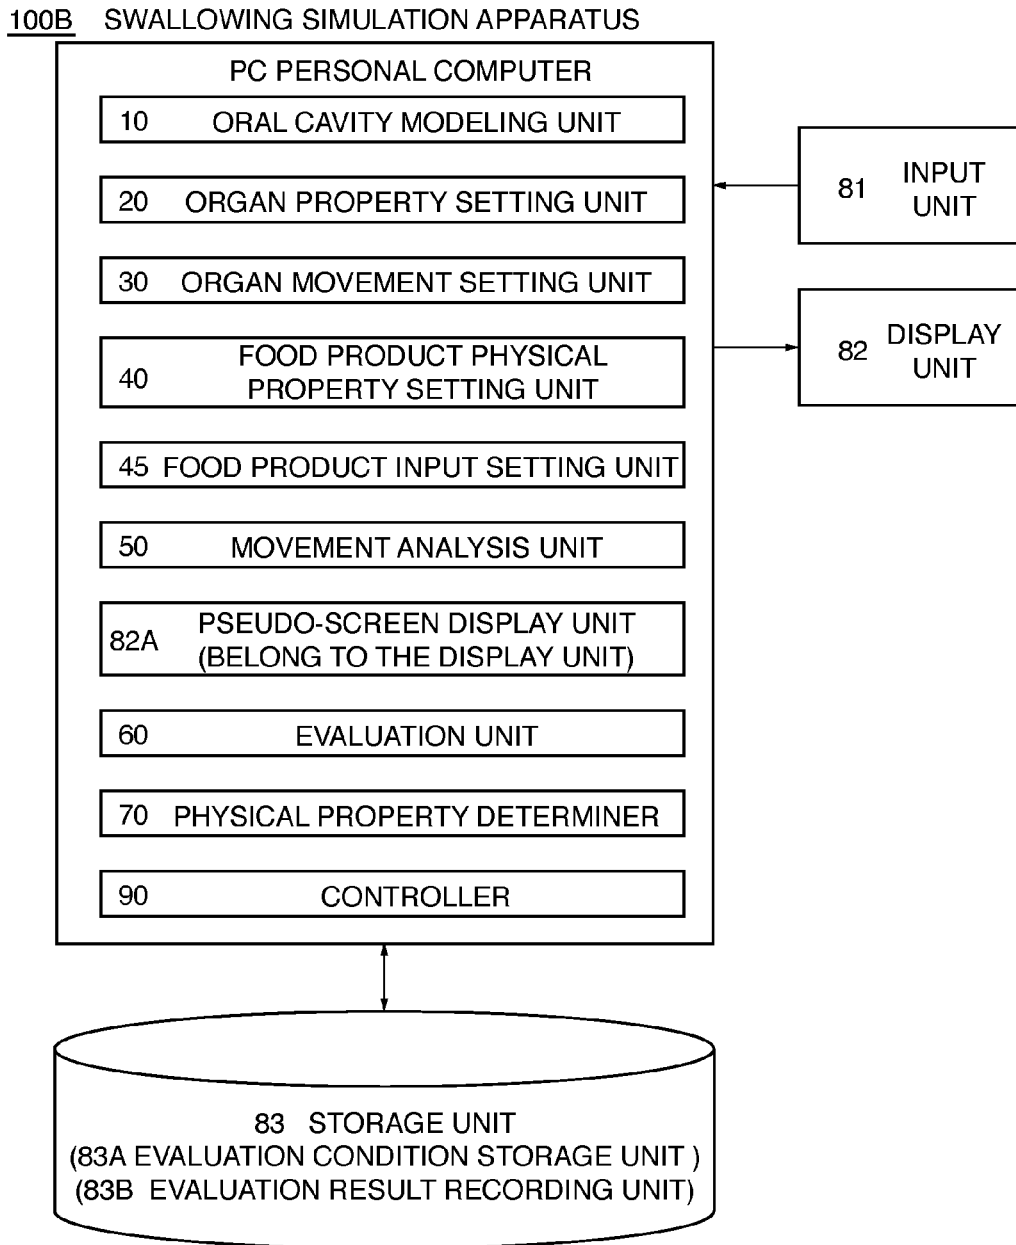 100B SWALLOWING SIMULATION APPARATUS
PC PERSONAL COMPUTER
10 ORAL CAVITY MODELING UNIT
20 ORGAN PROPERTY SETTING UNIT
30 ORGAN MOVEMENT SETTING UNIT
40 FOOD PRODUCT PHYSICAL
PROPERTY SETTING UNIT
45 FOOD PRODUCT INPUT SETTING UNIT
50 MOVEMENT ANALYSIS UNIT
82A PSEUDO-SCREEN DISPLAY UNIT
(BELONG TO THE DISPLAY UNIT)
60 EVALUATION UNIT
70 PHYSICAL PROPERTY DETERMINER
90 CONTROLLER
81 INPUT
UNIT
82 DISPLAY
UNIT
83 STORAGE UNIT
(83A EVALUATION CONDITION STORAGE UNIT )
(83B EVALUATION RESULT RECORDING UNIT)